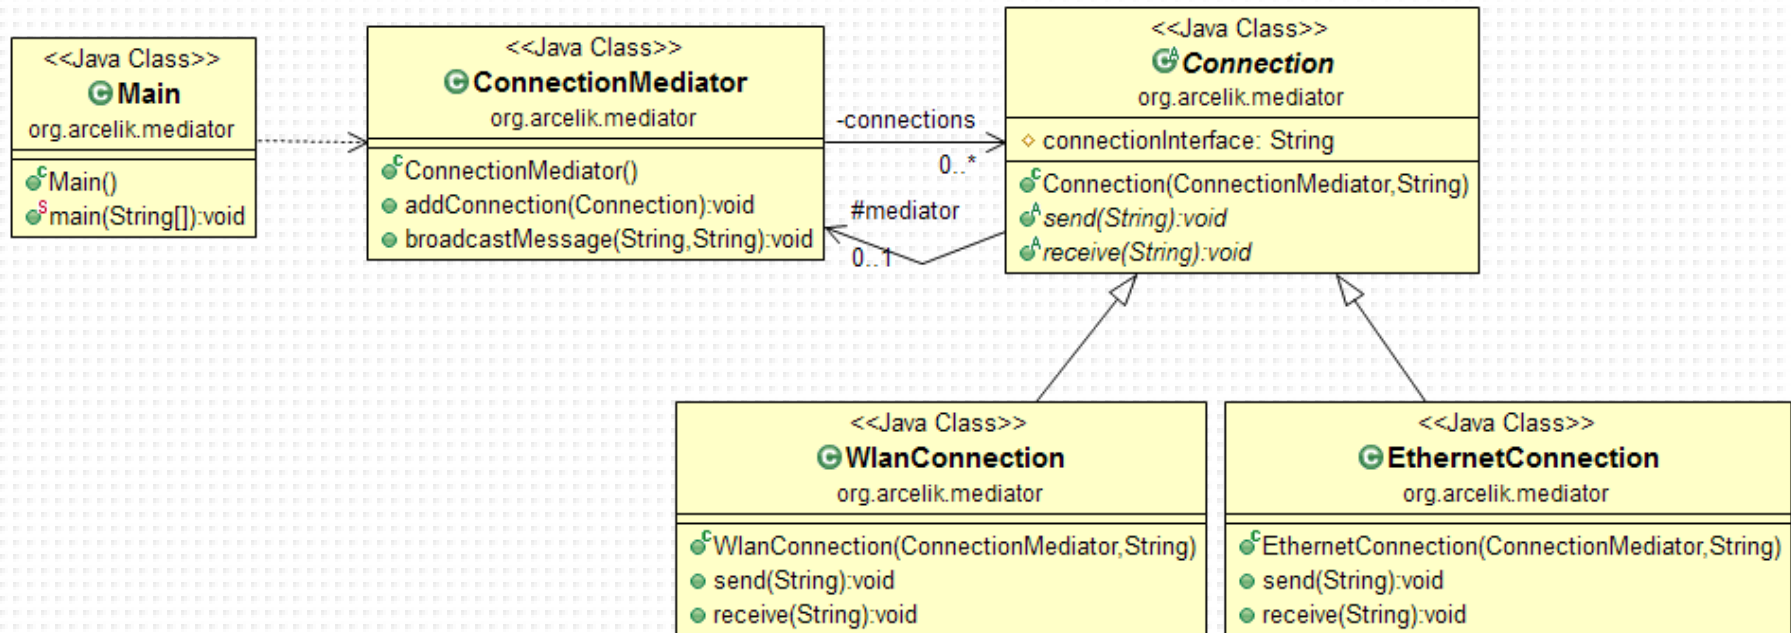 <<Java Class>>
Main
org.arcelik.mediator
Main()
main(String[]):void
<<Java Class>>
ConnectionMediator
org.arcelik.mediator
ConnectionMediator()
addConnection(Connection):void
broadcastMessage(String,String):void
-connections
0..*
#mediator
0..1
<<Java Class>>
Connection
org.arcelik.mediator
connectionInterface: String
Connection(ConnectionMediator,String)
send(String):void
receive(String):void
<<Java Class>>
WlanConnection
org.arcelik.mediator
WlanConnection(ConnectionMediator,String)
send(String):void
receive(String):void
<<Java Class>>
EthernetConnection
org.arcelik.mediator
EthernetConnection(ConnectionMediator,String)
send(String):void
receive(String):void